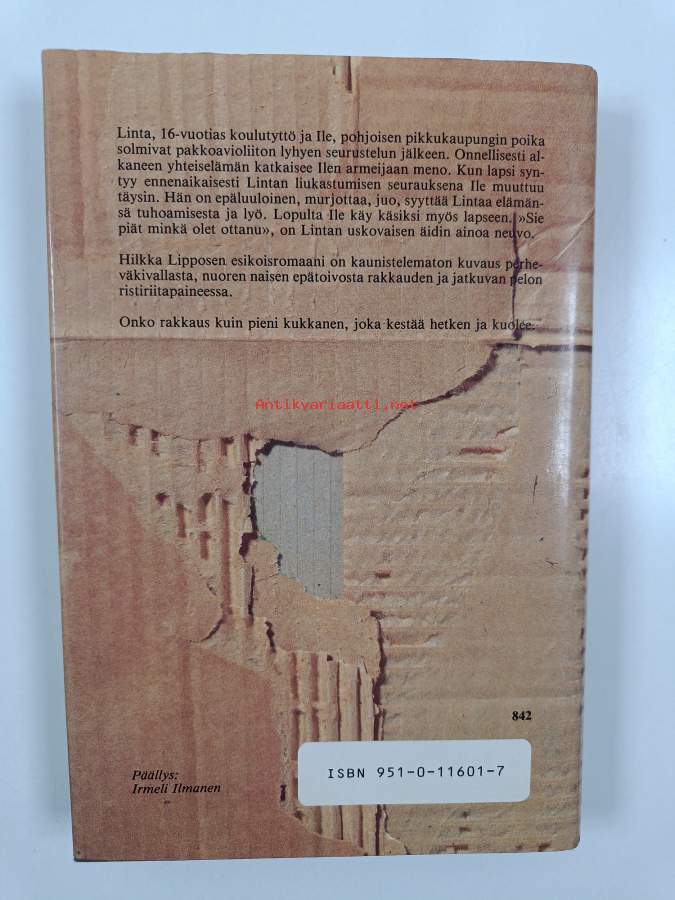 Linta, 16-vuotias koulutyttö ja Ile, pohjoisen pikkukaupungin poika
solmivat pakkoavioliiton lyhyen seurustelun jälkeen. Onnellisesti al-
kaneen yhteiselämän katkaisee Ilen armeijaan meno. Kun lapsi syn-
tyy ennenaikaisesti Lintan liukastumisen seurauksena Ile muuttuu
täysin. Hän on epäluuloinen, murjottaa, juo, syyttää Lintaa elämän-
sä tuhoamisesta ja lyö. Lopulta Ile käy käsiksi myös lapseen. »Sie
piät minkä olet ottanu», on Lintan uskovaisen äidin ainoa neuvo.
Hilkka Lipposen esikoisromaani on kaunistelematon kuvaus perhe-
väkivallasta, nuoren naisen epätoivosta rakkauden ja jatkuvan pelon
ristiriitapaineessa.
Onko rakkaus kuin pieni kukkanen, joka kestää hetken ja kuolee.
Antikvariaatti.net
842
ISBN 951-0-11601-7
Päällys:
Irmeli Ilmanen